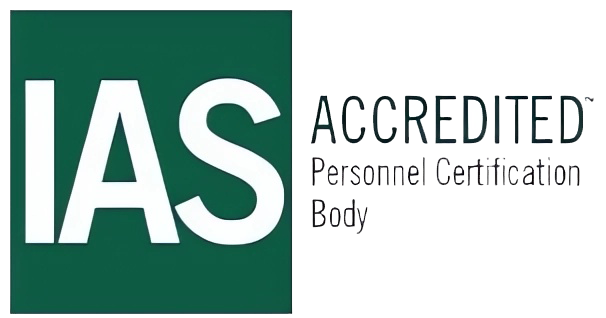 IAS
ACCREDITED™
Personnel Certification
Body